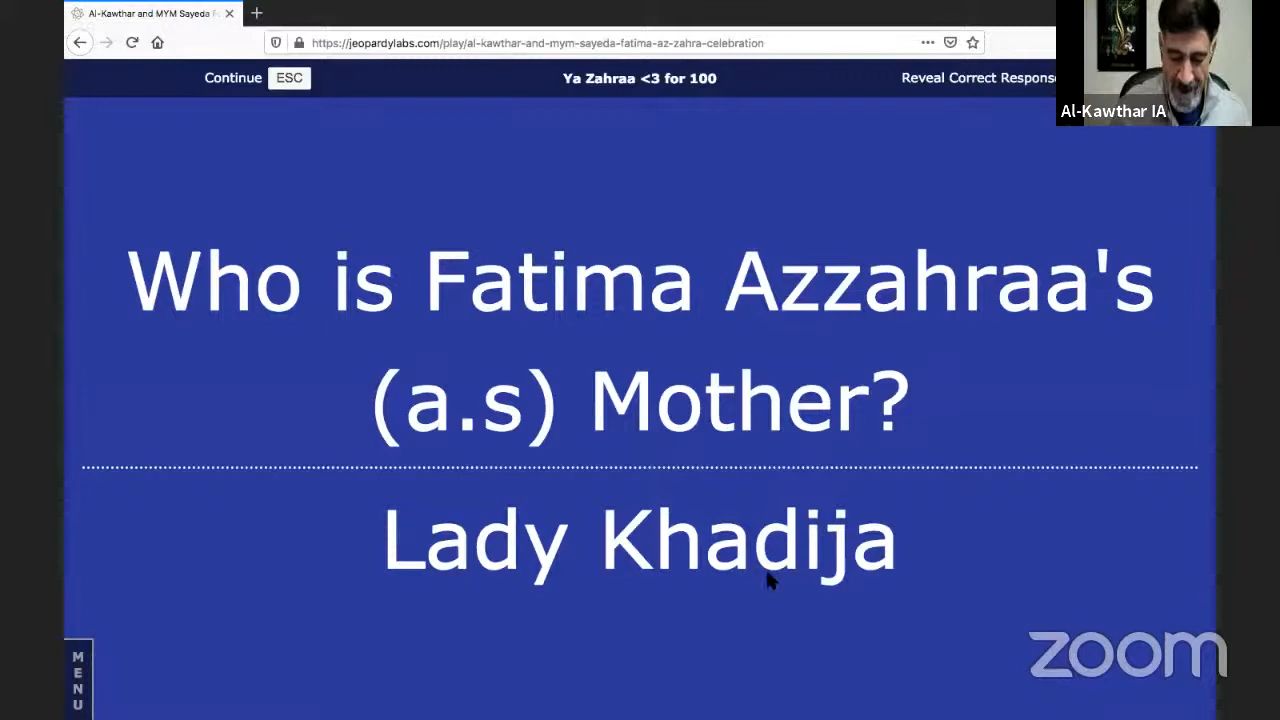 Al-Kawthar and MYM Sayeda F
https://jeopardylabs.com/play/al-kawthar-and-mym-sayeda-fatima-az-zahra-celebration
Continue ESC
Ya Zahraa <3 for 100
Reveal Correct Respons
Al-Kawthar IA
Who is Fatima Azzahraa's
(a.s) Mother?
Lady Khadija
MENU
zoom